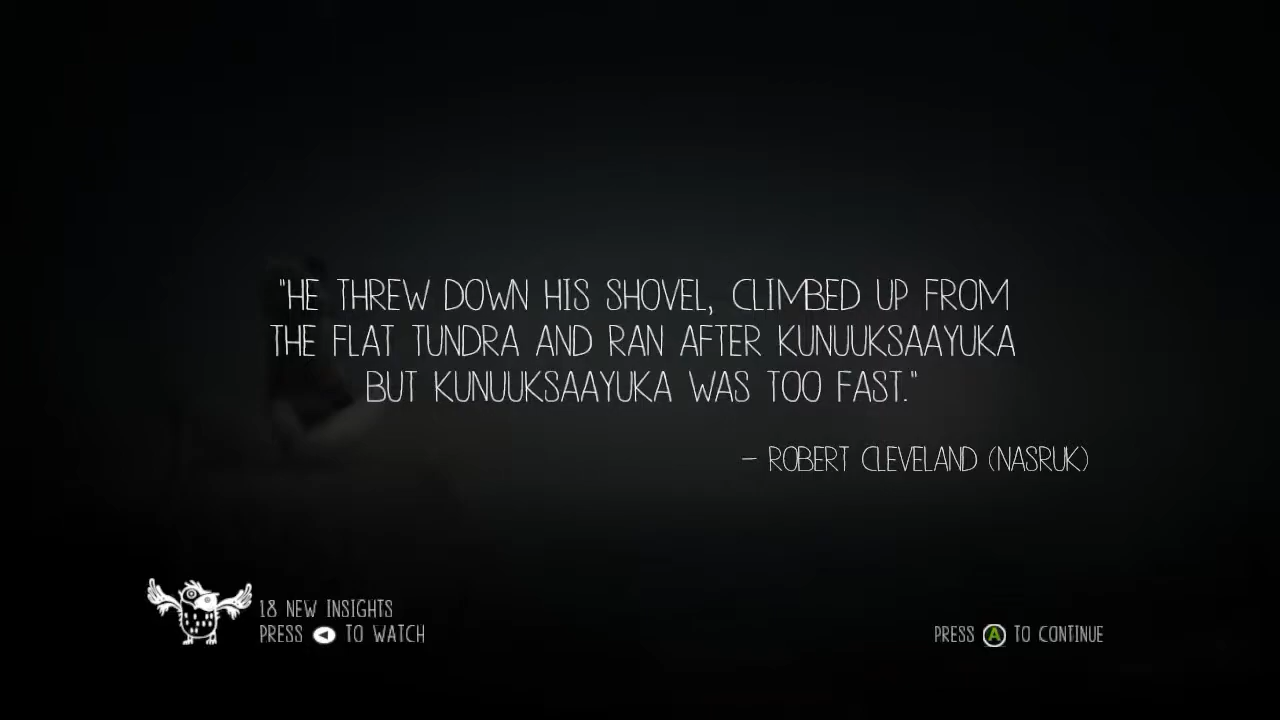 "HE THREW DOWN HIS SHOVEL, CLIMBED UP FROM
THE FLAT TUNDRA AND RAN AFTER KUNUUKSAAYUKA
BUT KUNUUKSAAYUKA WAS TOO FAST."
– ROBERT CLEVELAND (NASRUK)
18 NEW INSIGHTS
PRESS ◄ TO WATCH
PRESS A TO CONTINUE